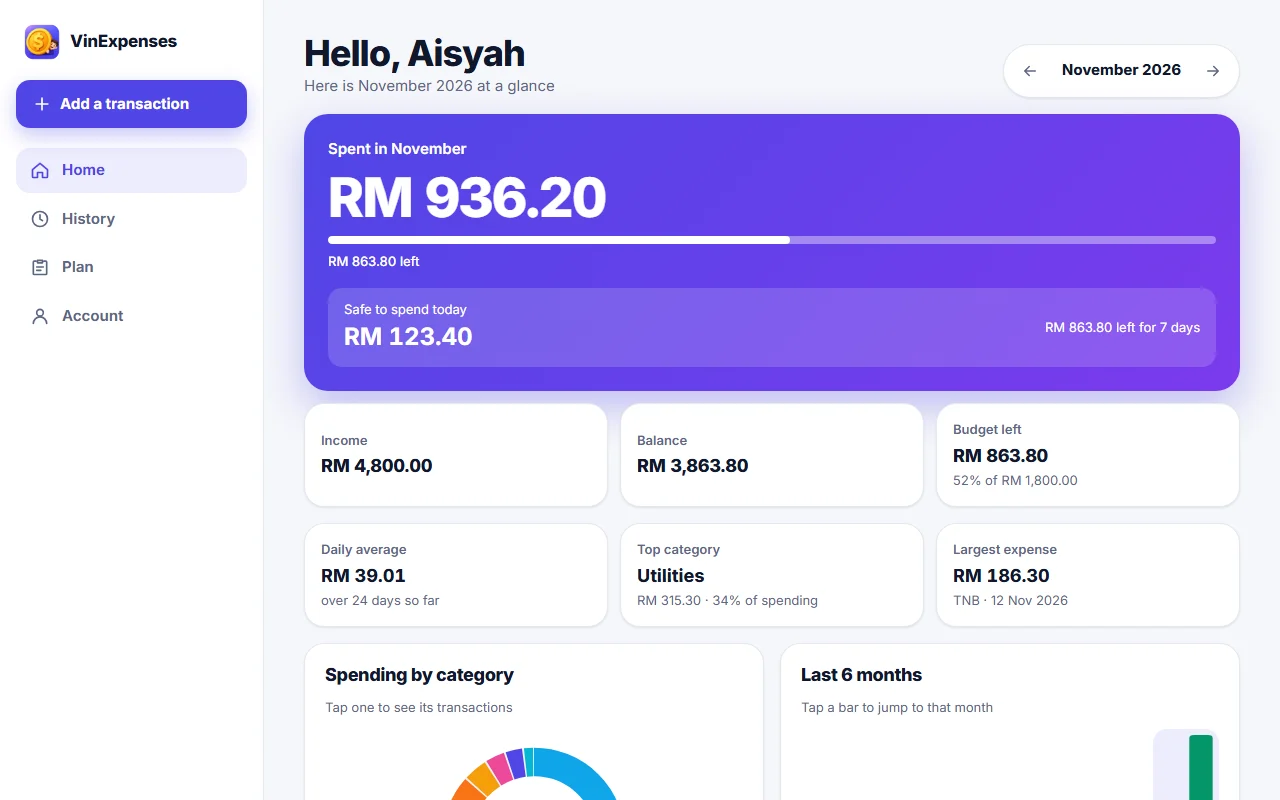 VinExpenses
Add a transaction
Home
History
Plan
Account
Hello, Aisyah
Here is November 2026 at a glance
November 2026
Spent in November
RM 936.20
RM 863.80 left
Safe to spend today
RM 123.40
RM 863.80 left for 7 days
Income
RM 4,800.00
Balance
RM 3,863.80
Budget left
RM 863.80
52% of RM 1,800.00
Daily average
RM 39.01
over 24 days so far
Top category
Utilities
RM 315.30 · 34% of spending
Largest expense
RM 186.30
TNB · 12 Nov 2026
Spending by category
Tap one to see its transactions
Last 6 months
Tap a bar to jump to that month